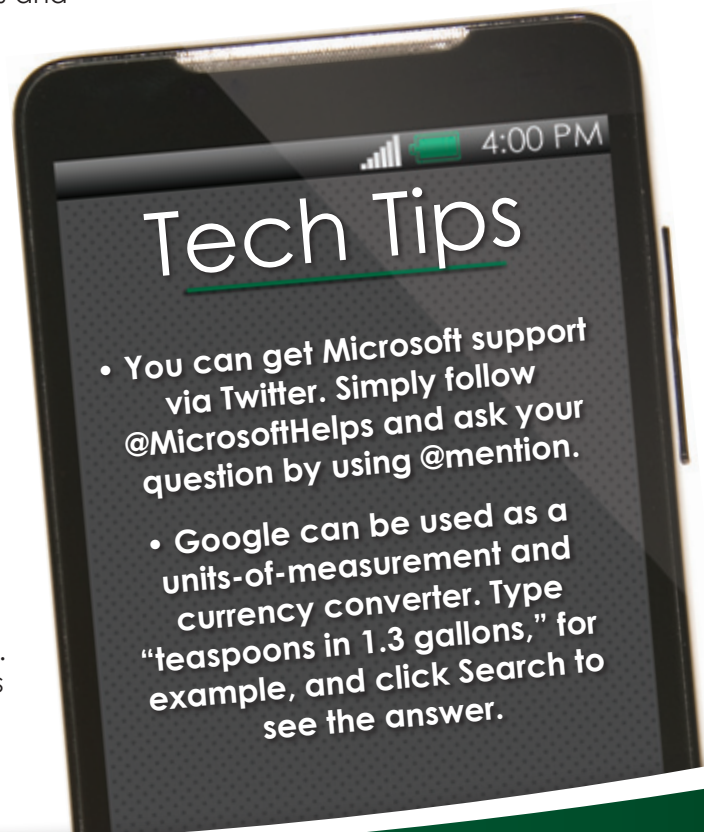 s and
4:00 PM
Tech Tips
• You can get Microsoft support
via Twitter. Simply follow
@MicrosoftHelps and ask your
question by using @mention.
• Google can be used as a
units-of-measurement and
currency converter. Type
“teaspoons in 1.3 gallons,” for
example, and click Search to
see the answer.
.
s